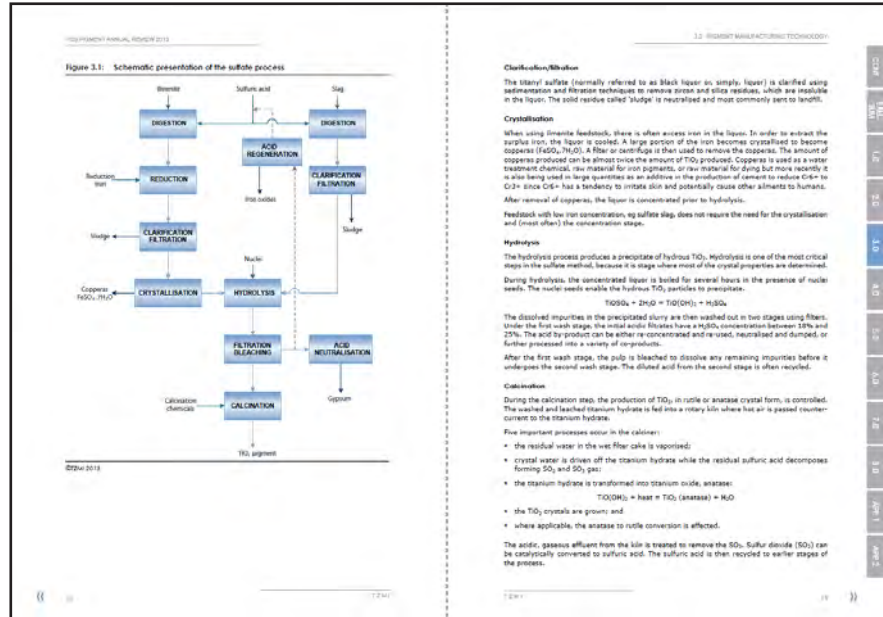 TiO2 PIGMENT ANNUAL REVIEW 2013
Figure 3.1: Schematic presentation of the sulfate process
Ilmenite
Sulfuric acid
Slag
DIGESTION
DIGESTION
ACID
REGENERATION
Reduction
Iron
REDUCTION
CLARIFICATION
FILTRATION
Iron oxides
Sludge
CLARIFICATION
FILTRATION
Sludge
Nuclei
Copperas
FeSO4.7H2O
CRYSTALLISATION
HYDROLYSIS
FILTRATION
BLEACHING
ACID
NEUTRALISATION
Gypsum
Calcination
chemicals
CALCINATION
TiO2 pigment
©TZMI 2013
TZMI
3.0 PIGMENT MANUFACTURING TECHNOLOGY
Clarification/filtration
The titanyl sulfate (normally referred to as black liquor or, simply, liquor) is clarified using
sedimentation and filtration techniques to remove zircon and silica residues, which are insoluble
in the liquor. The solid residue called 'sludge' is neutralised and most commonly sent to landfill.
Crystallisation
When using ilmenite feedstock, there is often excess iron in the liquor. In order to extract the
surplus iron, the liquor is cooled. A large portion of the iron becomes crystallised to become
copperas (FeSO4.7H2O). A filter or centrifuge is then used to remove the copperas. The amount of
copperas produced can be almost twice the amount of TiO2 produced. Copperas is used as a water
treatment chemical, raw material for iron pigments, or raw material for dying but more recently it
is also being used in large quantities as an additive in the production of cement to reduce Cr6+ to
Cr3+ since Cr6+ has a tendency to irritate skin and potentially cause other ailments to humans.
After removal of copperas, the liquor is concentrated prior to hydrolysis.
Feedstock with low iron concentration, eg sulfate slag, does not require the need for the crystallisation
and (most often) the concentration stage.
Hydrolysis
The hydrolysis process produces a precipitate of hydrous TiO2. Hydrolysis is one of the most critical
steps in the sulfate method, because it is stage where most of the crystal properties are determined.
During hydrolysis, the concentrated liquor is boiled for several hours in the presence of nuclei
seeds. The nuclei seeds enable the hydrous TiO2 particles to precipitate.
TiOSO4 + 2H2O = TiO(OH)2 + H2SO4
The dissolved impurities in the precipitated slurry are then washed out in two stages using filters.
Under the first wash stage, the initial acidic filtrates have a H2SO4 concentration between 18% and
25%. The acid by-product can be either re-concentrated and re-used, neutralised and dumped, or
further processed into a variety of co-products.
After the first wash stage, the pulp is bleached to dissolve any remaining impurities before it
undergoes the second wash stage. The diluted acid from the second stage is often recycled.
Calcination
During the calcination step, the production of TiO2, in rutile or anatase crystal form, is controlled.
The washed and leached titanium hydrate is fed into a rotary kiln where hot air is passed counter-
current to the titanium hydrate.
Five important processes occur in the calciner:
• the residual water in the wet filter cake is vaporised;
• crystal water is driven off the titanium hydrate while the residual sulfuric acid decomposes
forming SO2 and SO3 gas;
• the titanium hydrate is transformed into titanium oxide, anatase:
TiO(OH)2 + heat = TiO2 (anatase) + H2O
• the TiO2 crystals are grown; and
• where applicable, the anatase to rutile conversion is effected.
The acidic, gaseous effluent from the kiln is treated to remove the SO3. Sulfur dioxide (SO2) can
be catalytically converted to sulfuric acid. The sulfuric acid is then recycled to earlier stages of
the process.
TZMI
1.0
2.0
3.0
4.0
5.0
6.0
7.0
8.0
APP 1
APP 2